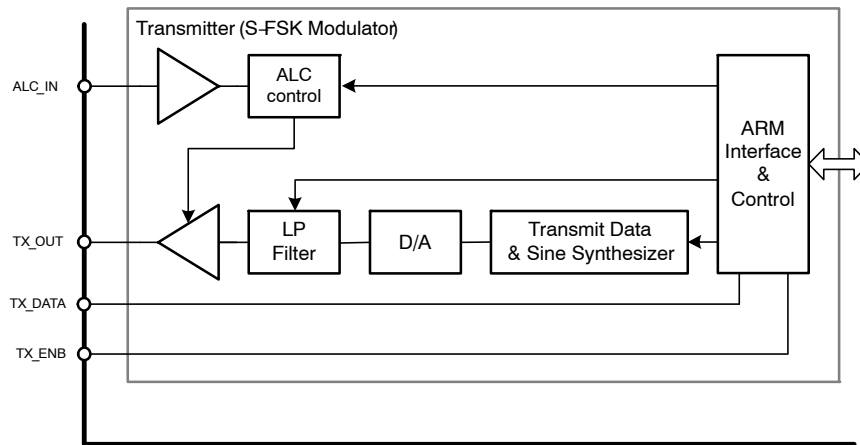 Transmitter (S-FSK Modulator)
ALC_IN
ALC
control
ARM
Interface
&
Control
TX_OUT
LP
Filter
D/A
Transmit Data
& Sine Synthesizer
TX_DATA
TX_ENB